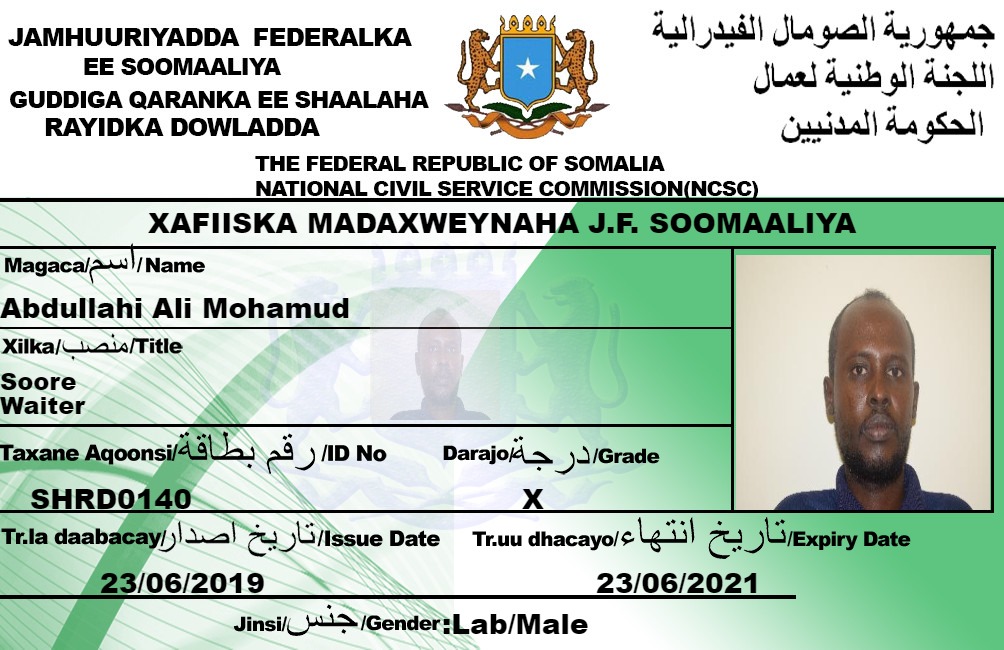 JAMHUURIYADDA FEDERALKA
EE SOOMAALIYA
GUDDIGA QARANKA EE SHAALAHA
RAYIDKA DOWLADDA
جمهورية الصومال الفيدرالية
اللجنة الوطنية لعمال
الحكومة المدنيين
THE FEDERAL REPUBLIC OF SOMALIA
NATIONAL CIVIL SERVICE COMMISSION(NCSC)
XAFIISKA MADAXWEYNAHA J.F. SOOMAALIYA
Magaca/اسم/Name
Abdullahi Ali Mohamud
Xilka/منصب/Title
Soore
Waiter
Taxane Aqoonsi/رقم بطاقة/ID No
Darajo/درجة/Grade
SHRD0140
X
Tr.la daabacay/تاريخ اصدار/Issue Date
Tr.uu dhacayo/تاريخ انتهاء/Expiry Date
23/06/2019
23/06/2021
Jinsi/جنس/Gender:Lab/Male